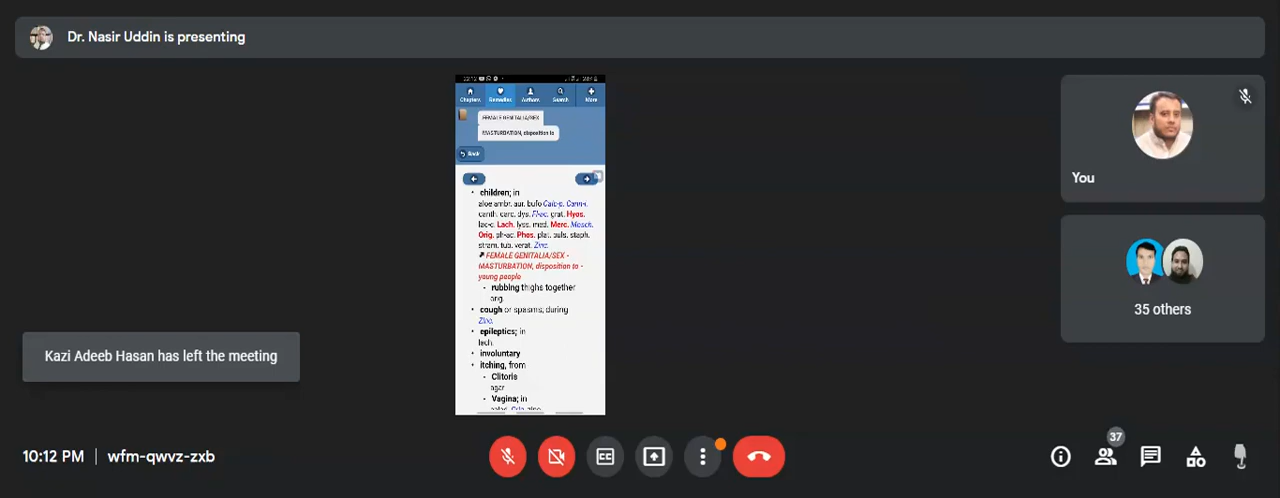 Dr. Nasir Uddin is presenting
Chapters Remedies Authors Search More
FEMALE GENITALIA/SEX
MASTURBATION, disposition to
Back
• children; in
aloe ambr. aur. bufo Calc-p. Cann-i.
canth. carc. dys. Fl-ac. grat. Hyos.
lac-c. Lach. lyss. med. Merc. Mosch.
Orig. ph-ac. Phos. plat. puls. staph.
stram. tub. verat. Zinc.
FEMALE GENITALIA/SEX -
MASTURBATION, disposition to -
young people
- rubbing thighs together
orig.
• cough or spasms; during
Zinc.
• epileptics; in
lach.
• involuntary
• itching, from
- Clitoris
agar.
- Vagina; in
You
35 others
Kazi Adeeb Hasan has left the meeting
10:12 PM | wfm-qwvz-zxb
37